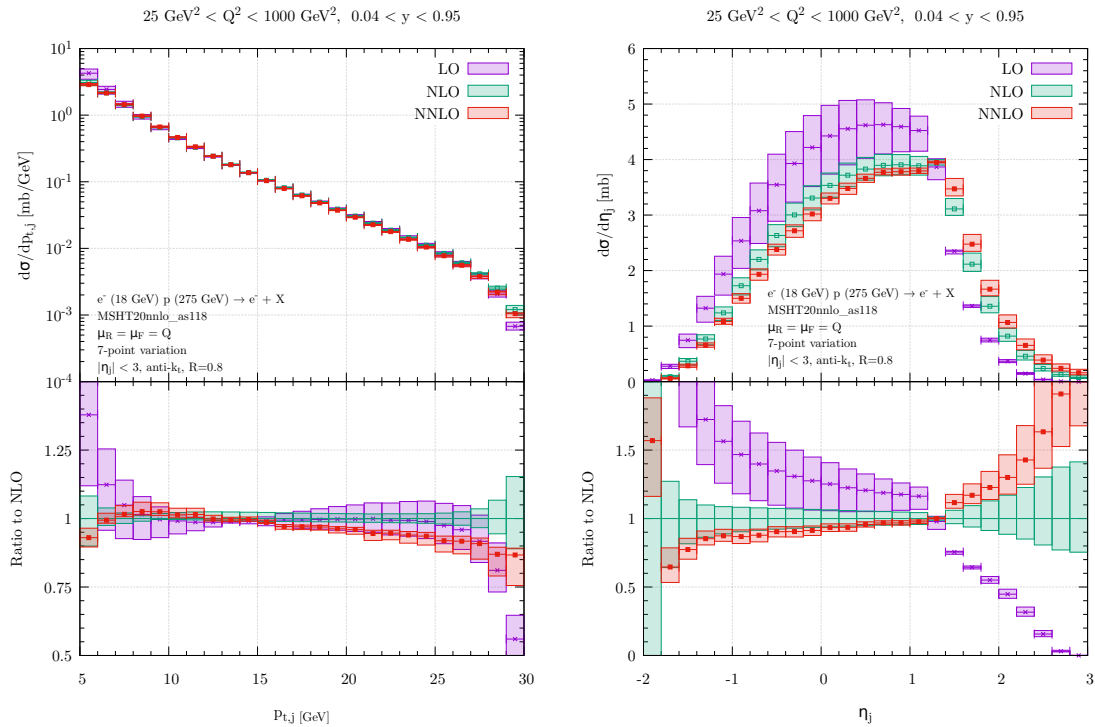 25 GeV² < Q² < 1000 GeV², 0.04 < y < 0.95
10¹
10⁰
10⁻¹
10⁻²
10⁻³
10⁻⁴
dσ/dp_{t,j} [mb/GeV]
LO
NLO
NNLO
e⁻ (18 GeV) p (275 GeV) → e⁻ + X
MSHT20nnlo_as118
μ_R = μ_F = Q
7-point variation
|η_j| < 3, anti-k_t, R=0.8
1.25
1
0.75
0.5
Ratio to NLO
5 10 15 20 25 30
p_{t,j} [GeV]
25 GeV² < Q² < 1000 GeV², 0.04 < y < 0.95
6
5
4
3
2
1
0
dσ/dη_j [mb]
LO
NLO
NNLO
e⁻ (18 GeV) p (275 GeV) → e⁻ + X
MSHT20nnlo_as118
μ_R = μ_F = Q
7-point variation
|η_j| < 3, anti-k_t, R=0.8
1.5
1
0.5
0
Ratio to NLO
-2 -1 0 1 2 3
η_j